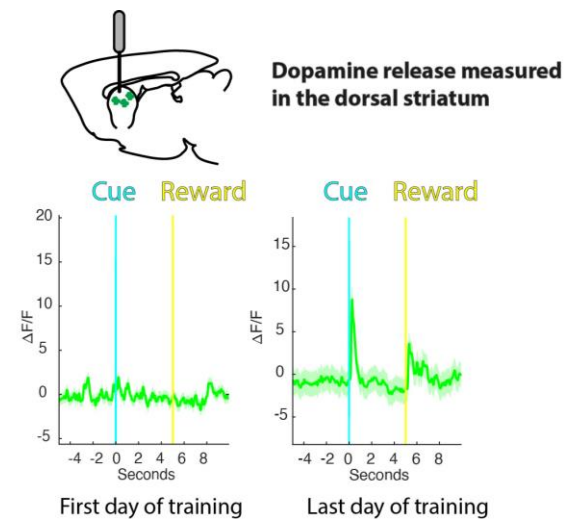 Dopamine release measured
in the dorsal striatum
Cue Reward
20
15
10
5
0
-5
ΔF/F
-4 -2 0 2 4 6 8
Seconds
First day of training
Cue Reward
15
10
5
0
-5
ΔF/F
-4 -2 0 2 4 6 8
Seconds
Last day of training